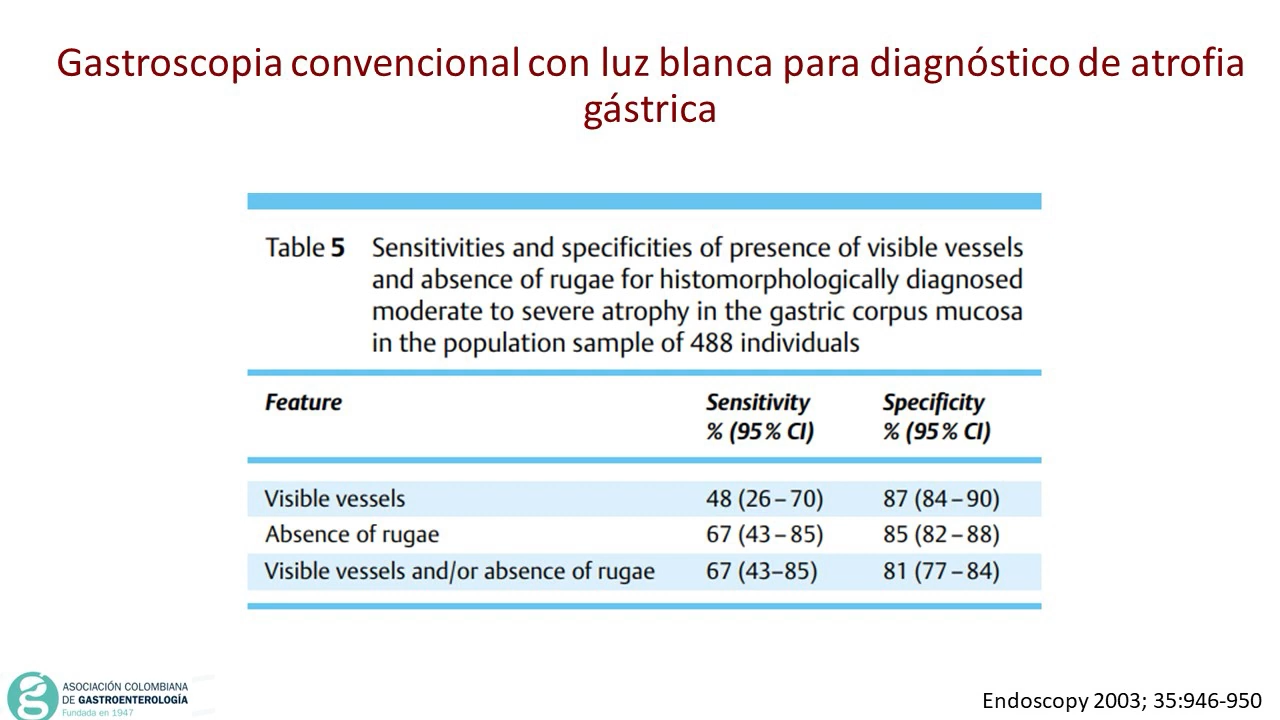 Gastroscopia convencional con luz blanca para diagnóstico de atrofia
gástrica
Table 5 Sensitivities and specificities of presence of visible vessels
and absence of rugae for histomorphologically diagnosed
moderate to severe atrophy in the gastric corpus mucosa
in the population sample of 488 individuals
Feature Sensitivity Specificity
% (95% CI) % (95% CI)
Visible vessels 48 (26–70) 87 (84–90)
Absence of rugae 67 (43–85) 85 (82–88)
Visible vessels and/or absence of rugae 67 (43–85) 81 (77–84)
ASOCIACIÓN COLOMBIANA
DE GASTROENTEROLOGÍA
Fundada en 1947
Endoscopy 2003; 35:946-950